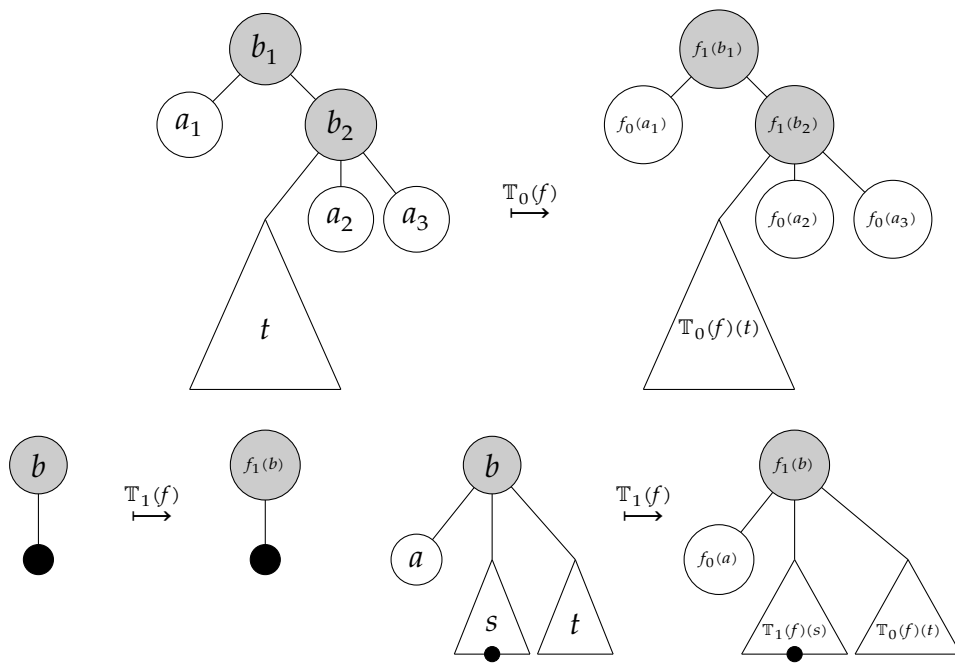 b₁ f₁(b₁)
a₁ b₂ f₀(a₁) f₁(b₂)
a₂ a₃ 𝕋₀(f) ⟼ f₀(a₂) f₀(a₃)
t 𝕋₀(f)(t)
b 𝕋₁(f) ⟼ f₁(b) b 𝕋₁(f) ⟼ f₁(b)
a f₀(a)
s t 𝕋₁(f)(s) 𝕋₀(f)(t)